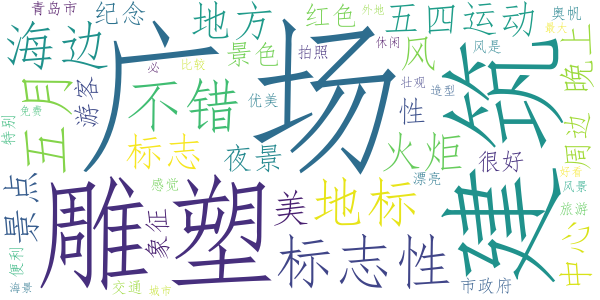 青岛市
纪念
地方
红色
外地
五四运动
奥帆
海边
广场
景色
拍照
休闲
风
风是
最大
建筑
晚上
必
比较
壮观
造型
五月
游客
不错
优美
性
特别
免费
标志
夜景
火炬
很好
周边
漂亮
好看
风景
景点
雕塑
感觉
美
地标
旅游
象征
标志性
中心
便利
海景
交通
城市
市政府